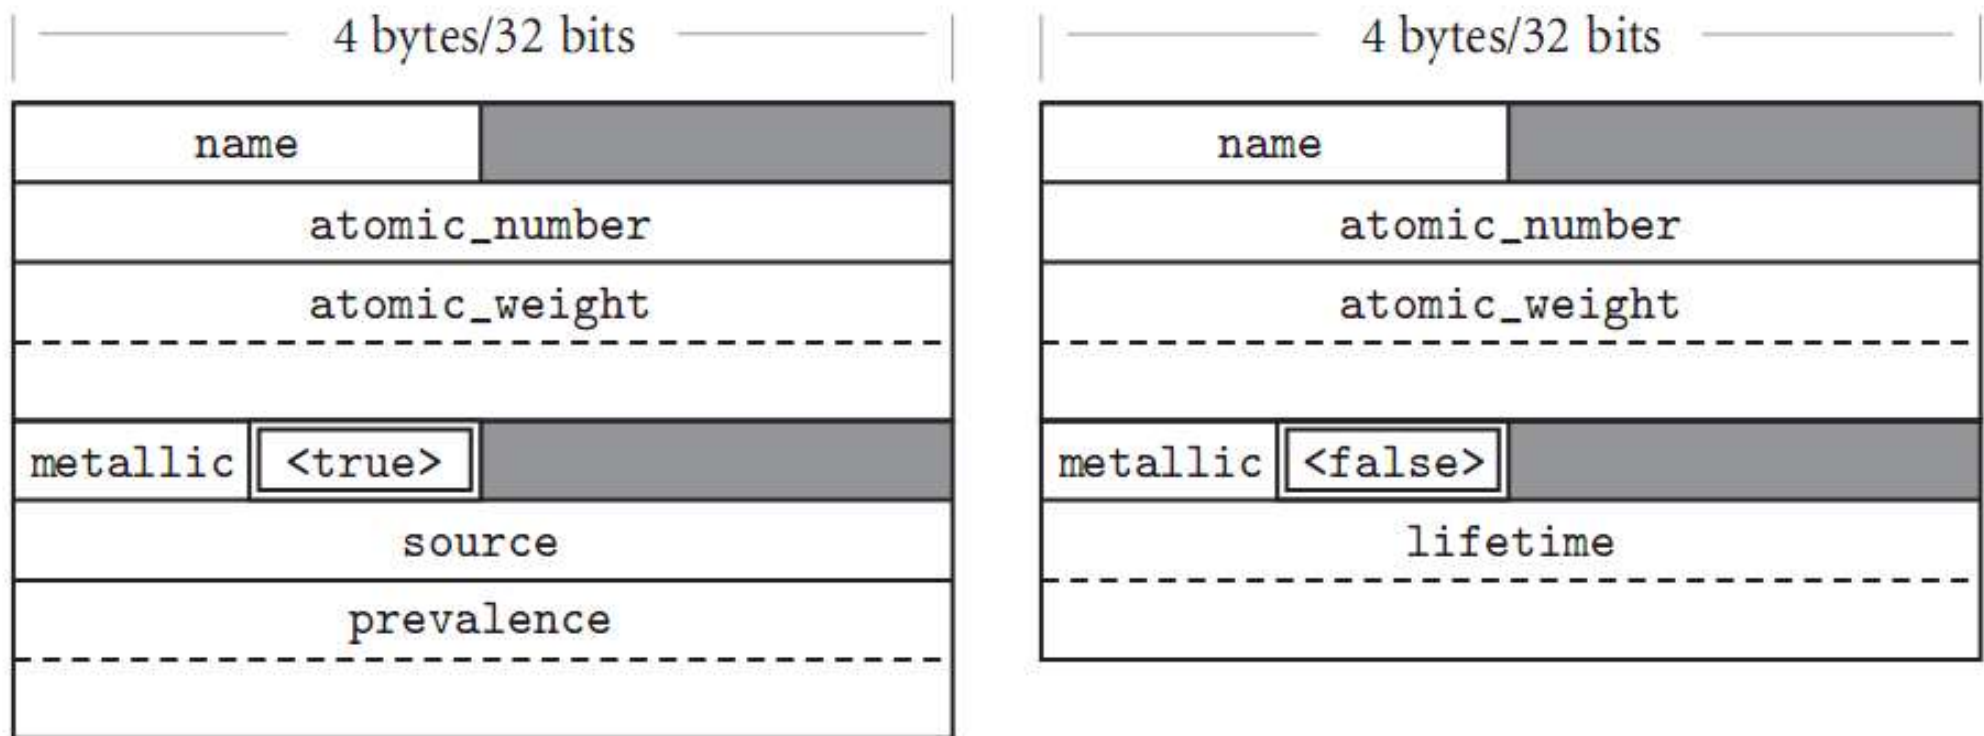 4 bytes/32 bits
name
atomic_number
atomic_weight
metallic <true>
source
prevalence
4 bytes/32 bits
name
atomic_number
atomic_weight
metallic <false>
lifetime